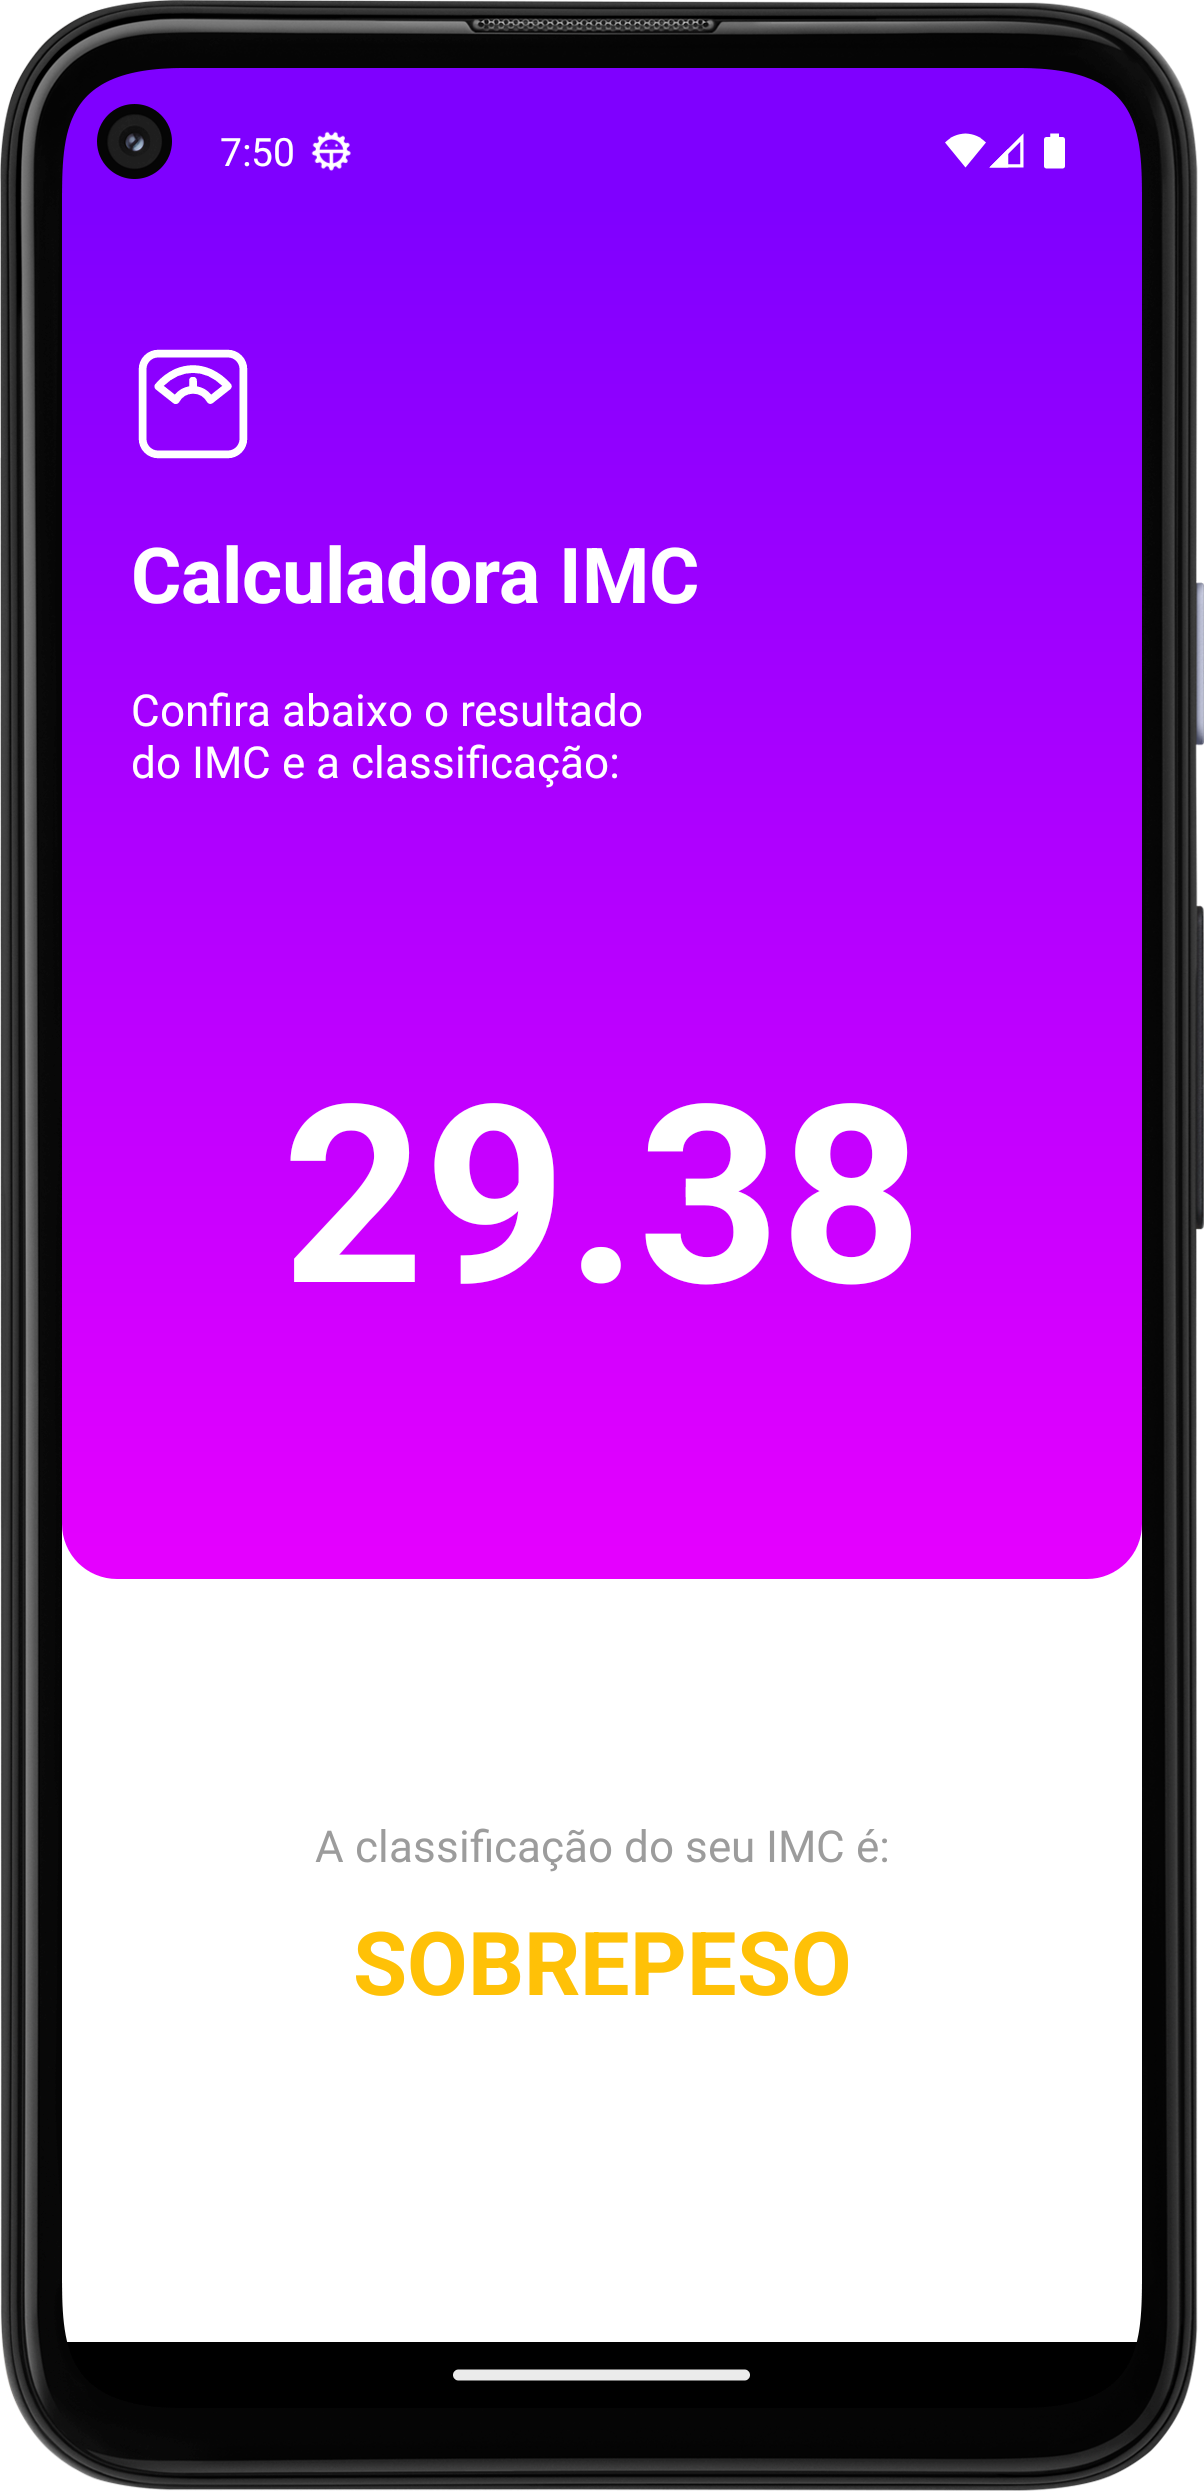 7:50
Calculadora IMC
Confira abaixo o resultado
do IMC e a classificação:
29.38
A classificação do seu IMC é:
SOBREPESO